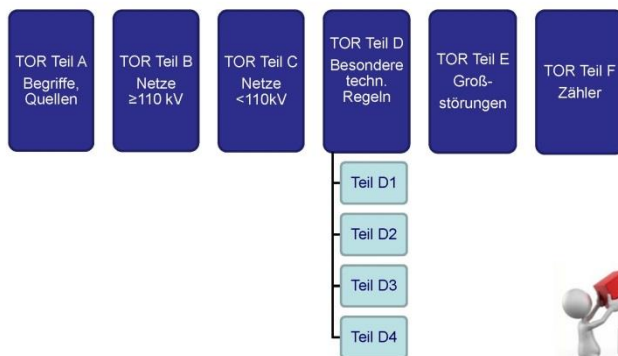 TOR Teil A
Begriffe,
Quellen
TOR Teil B
Netze
≥110 kV
TOR Teil C
Netze
<110kV
TOR Teil D
Besondere
techn.
Regeln
TOR Teil E
Groß-
störungen
TOR Teil F
Zähler
Teil D1
Teil D2
Teil D3
Teil D4